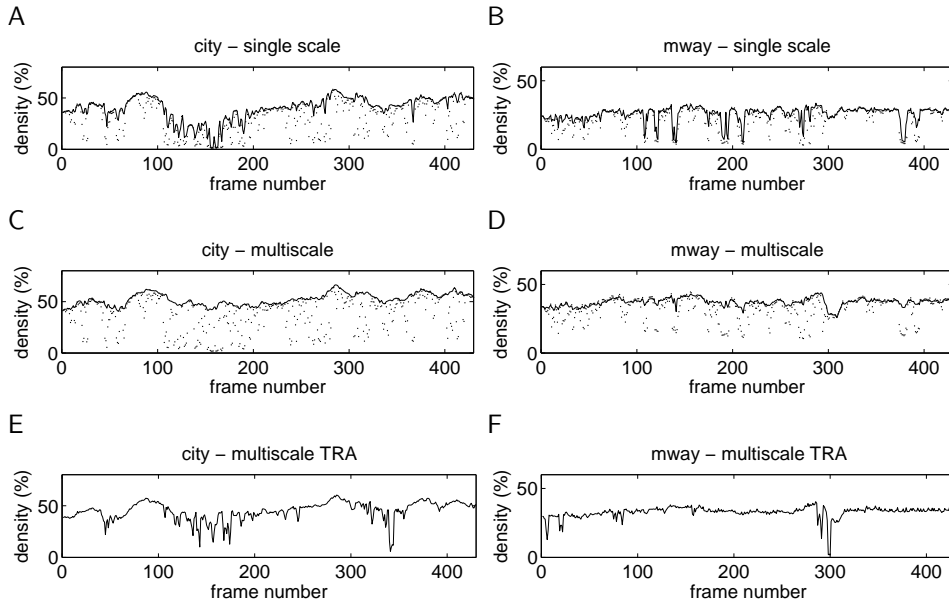 A
city − single scale
density (%)
50
0
0 100 200 300 400
frame number
B
mway − single scale
density (%)
50
0
0 100 200 300 400
frame number
C
city − multiscale
density (%)
50
0
0 100 200 300 400
frame number
D
mway − multiscale
density (%)
50
0
0 100 200 300 400
frame number
E
city − multiscale TRA
density (%)
50
0
0 100 200 300 400
frame number
F
mway − multiscale TRA
density (%)
50
0
0 100 200 300 400
frame number